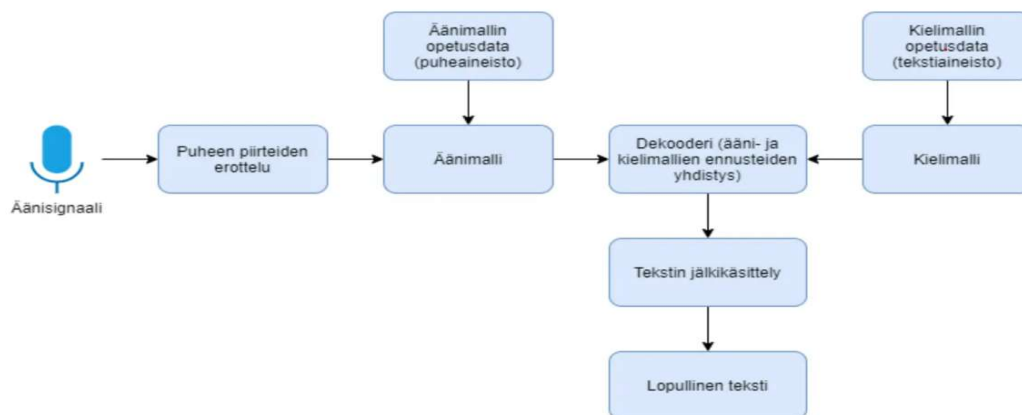 Äänimallin
opetusdata
(puheaineisto)
Kielimallin
opetusdata
(tekstiaineisto)
Äänisignaali
Puheen piirteiden
erottelu
Äänimalli
Dekooderi (ääni- ja
kielimallien ennusteiden
yhdistys)
Kielimalli
Tekstin jälkikäsittely
Lopullinen teksti